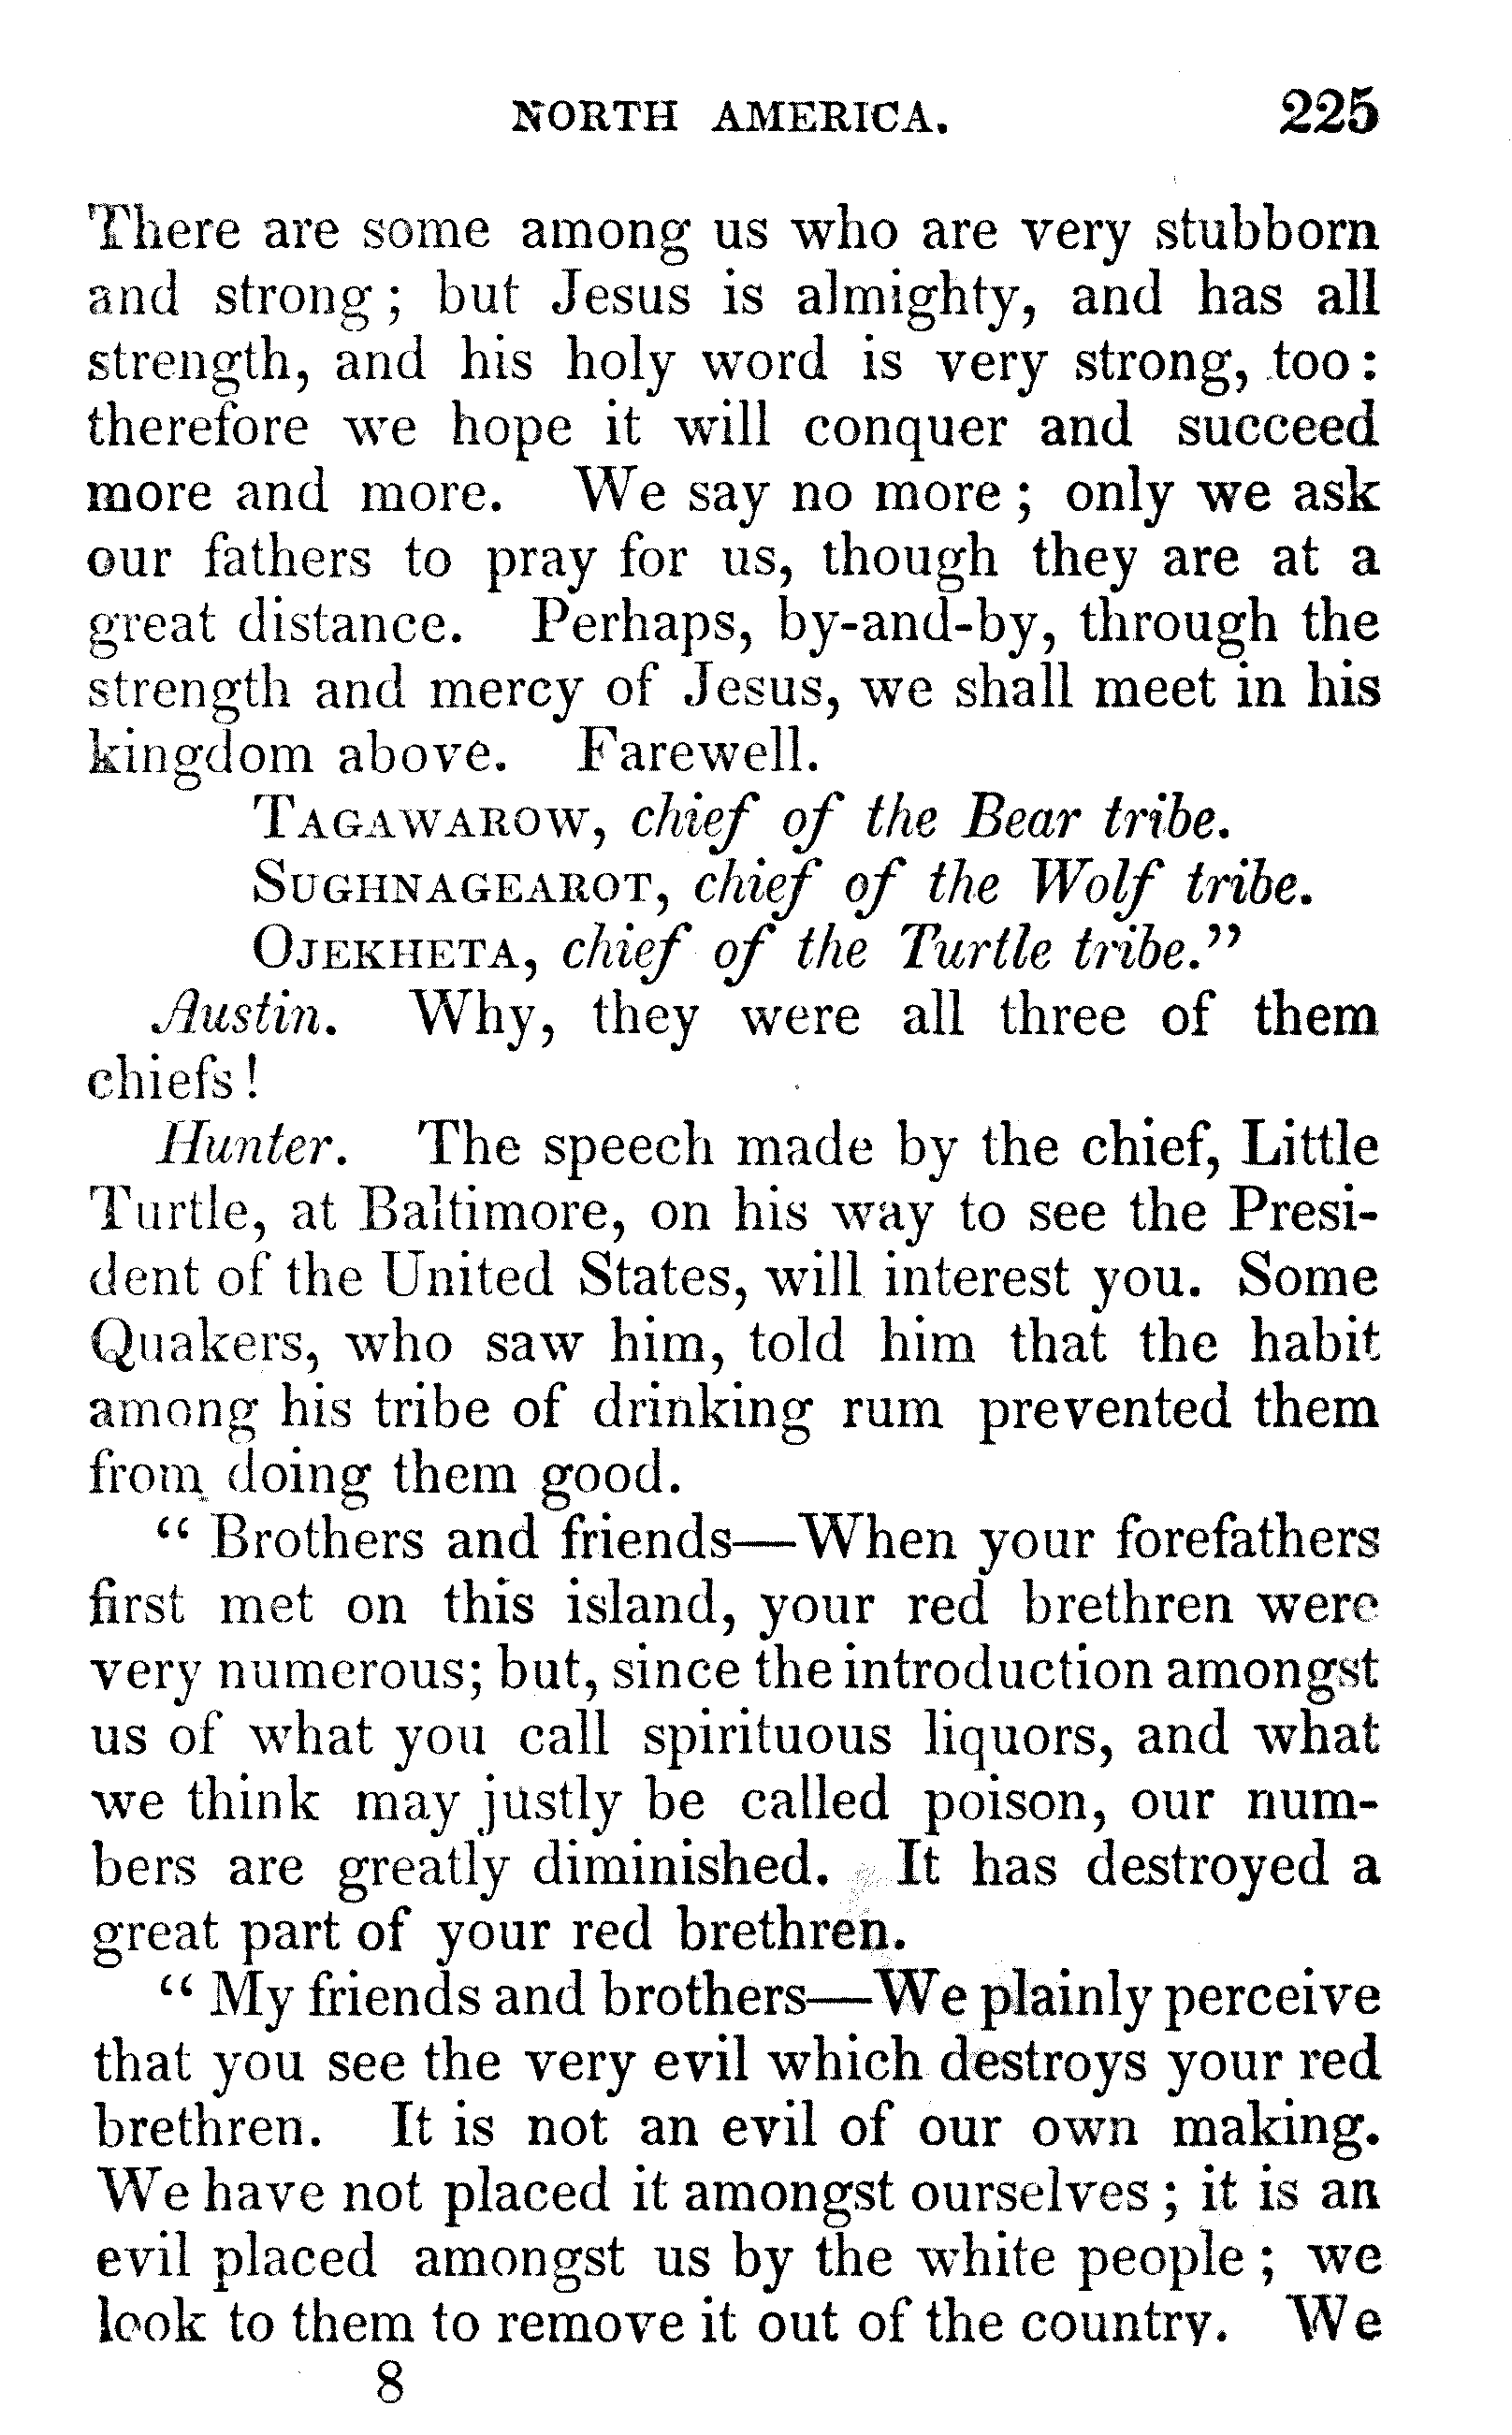 NORTH AMERICA. 225
There are some among us who are very stubborn
and strong; but Jesus is almighty, and has all
strength, and his holy word is very strong, too:
therefore we hope it will conquer and succeed
more and more. We say no more; only we ask
our fathers to pray for us, though they are at a
great distance. Perhaps, by-and-by, through the
strength and mercy of Jesus, we shall meet in his
kingdom above. Farewell.
TAGAWAROW, chief of the Bear tribe.
SUGHNAGEAROT, chief of the Wolf tribe.
OJEKHETA, chief of the Turtle tribe."
Austin. Why, they were all three of them
chiefs!
Hunter. The speech made by the chief, Little
Turtle, at Baltimore, on his way to see the Presi-
dent of the United States, will interest you. Some
Quakers, who saw him, told him that the habit
among his tribe of drinking rum prevented them
from doing them good.
"Brothers and friends—When your forefathers
first met on this island, your red brethren were
very numerous; but, since the introduction amongst
us of what you call spirituous liquors, and what
we think may justly be called poison, our num-
bers are greatly diminished. It has destroyed a
great part of your red brethren.
"My friends and brothers—We plainly perceive
that you see the very evil which destroys your red
brethren. It is not an evil of our own making.
We have not placed it amongst ourselves; it is an
evil placed amongst us by the white people; we
look to them to remove it out of the country. We
8